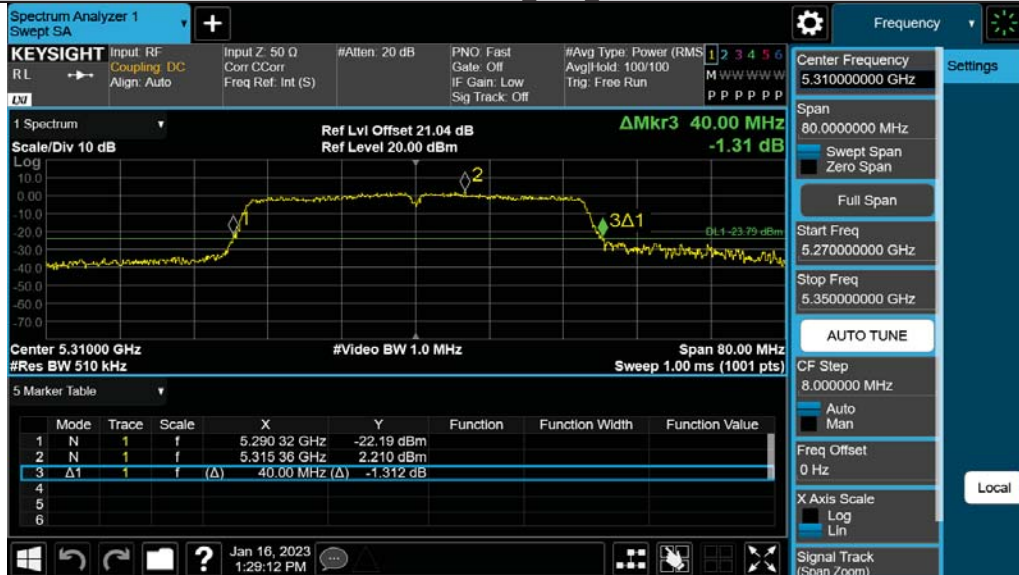 Spectrum Analyzer 1
Swept SA
+
Frequency
KEYSIGHT
RL
LXI
Input: RF
Coupling: DC
Align: Auto
Input Z: 50 Ω
Corr CCorr
Freq Ref: Int (S)
#Atten: 20 dB
PNO: Fast
Gate: Off
IF Gain: Low
Sig Track: Off
#Avg Type: Power (RMS
Avg|Hold: 100/100
Trig: Free Run
1 2 3 4 5 6
M W W W W W
P P P P P P
1 Spectrum
Scale/Div 10 dB
Log
Ref Lvl Offset 21.04 dB
Ref Level 20.00 dBm
ΔMkr3 40.00 MHz
-1.31 dB
10.0
0.00
-10.0
-20.0
-30.0
-40.0
-50.0
-60.0
-70.0
1
2
3Δ1
DL1 -23.79 dBm
Center 5.31000 GHz
#Res BW 510 kHz
#Video BW 1.0 MHz
Span 80.00 MHz
Sweep 1.00 ms (1001 pts)
5 Marker Table
Mode Trace Scale X Y Function Function Width Function Value
1 N 1 f 5.290 32 GHz -22.19 dBm
2 N 1 f 5.315 36 GHz 2.210 dBm
3 Δ1 1 f (Δ) 40.00 MHz (Δ) -1.312 dB
4
5
6
?
Jan 16, 2023
1:29:12 PM
Center Frequency
5.310000000 GHz
Span
80.0000000 MHz
Swept Span
Zero Span
Full Span
Start Freq
5.270000000 GHz
Stop Freq
5.350000000 GHz
AUTO TUNE
CF Step
8.000000 MHz
Auto
Man
Freq Offset
0 Hz
X Axis Scale
Log
Lin
Signal Track
(Span Zoom)
Settings
Local